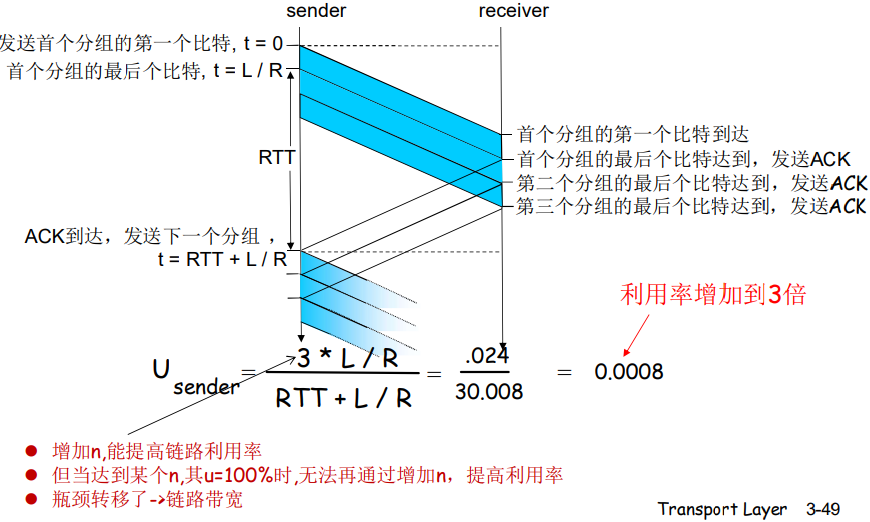 sender
receiver
发送首个分组的第一个比特, t = 0
首个分组的最后个比特, t = L / R
RTT
首个分组的第一个比特到达
首个分组的最后个比特达到，发送ACK
第二个分组的最后个比特达到，发送ACK
第三个分组的最后个比特达到，发送ACK
ACK到达，发送下一个分组，
t = RTT + L / R
利用率增加到3倍
U sender = 3 * L / R / RTT + L / R = .024 / 30.008 = 0.0008
增加n,能提高链路利用率
但当达到某个n,其u=100%时,无法再通过增加n，提高利用率
瓶颈转移了->链路带宽
Transport Layer 3-49